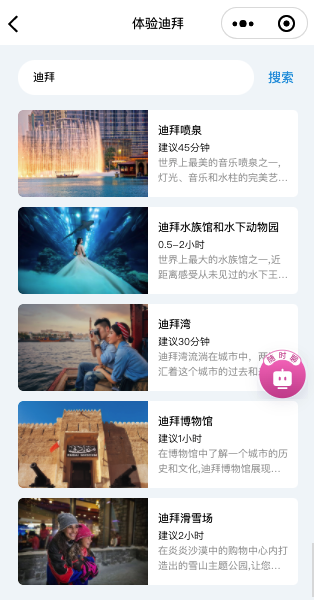 体验迪拜
迪拜
搜索
迪拜喷泉
建议45分钟
世界上最美的音乐喷泉之一,
灯光、音乐和水柱的完美艺...
迪拜水族馆和水下动物园
0.5-2小时
世界上最大的水族馆之一,近
距离感受从未见过的水下王...
迪拜湾
建议30分钟
迪拜湾流淌在城市中, 两
汇着这个城市的过去和
随时聊
迪拜博物馆
建议1小时
在博物馆中了解一个城市的历
史和文化,迪拜博物馆展现...
迪拜滑雪场
建议2小时
在炎炎沙漠中的购物中心内打
造出的雪山主题公园,让您...